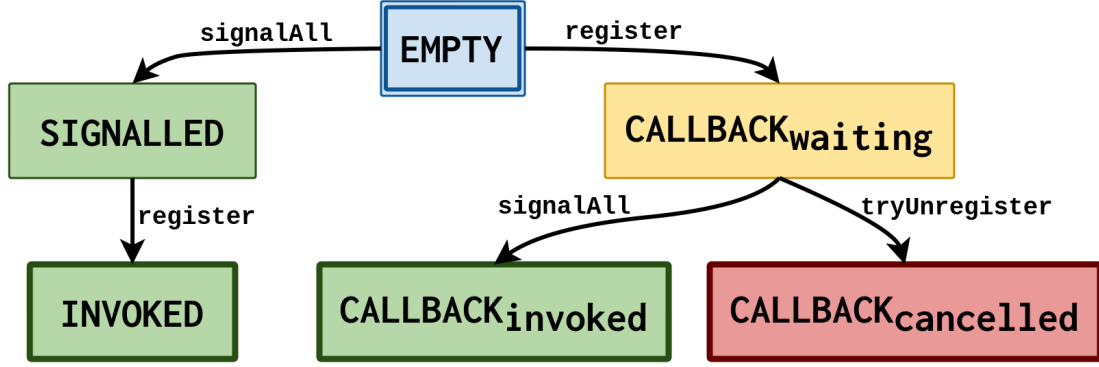 signalAll
EMPTY
register
SIGNALLED
CALLBACKwaiting
register
signalAll
tryUnregister
INVOKED
CALLBACKinvoked
CALLBACKcancelled